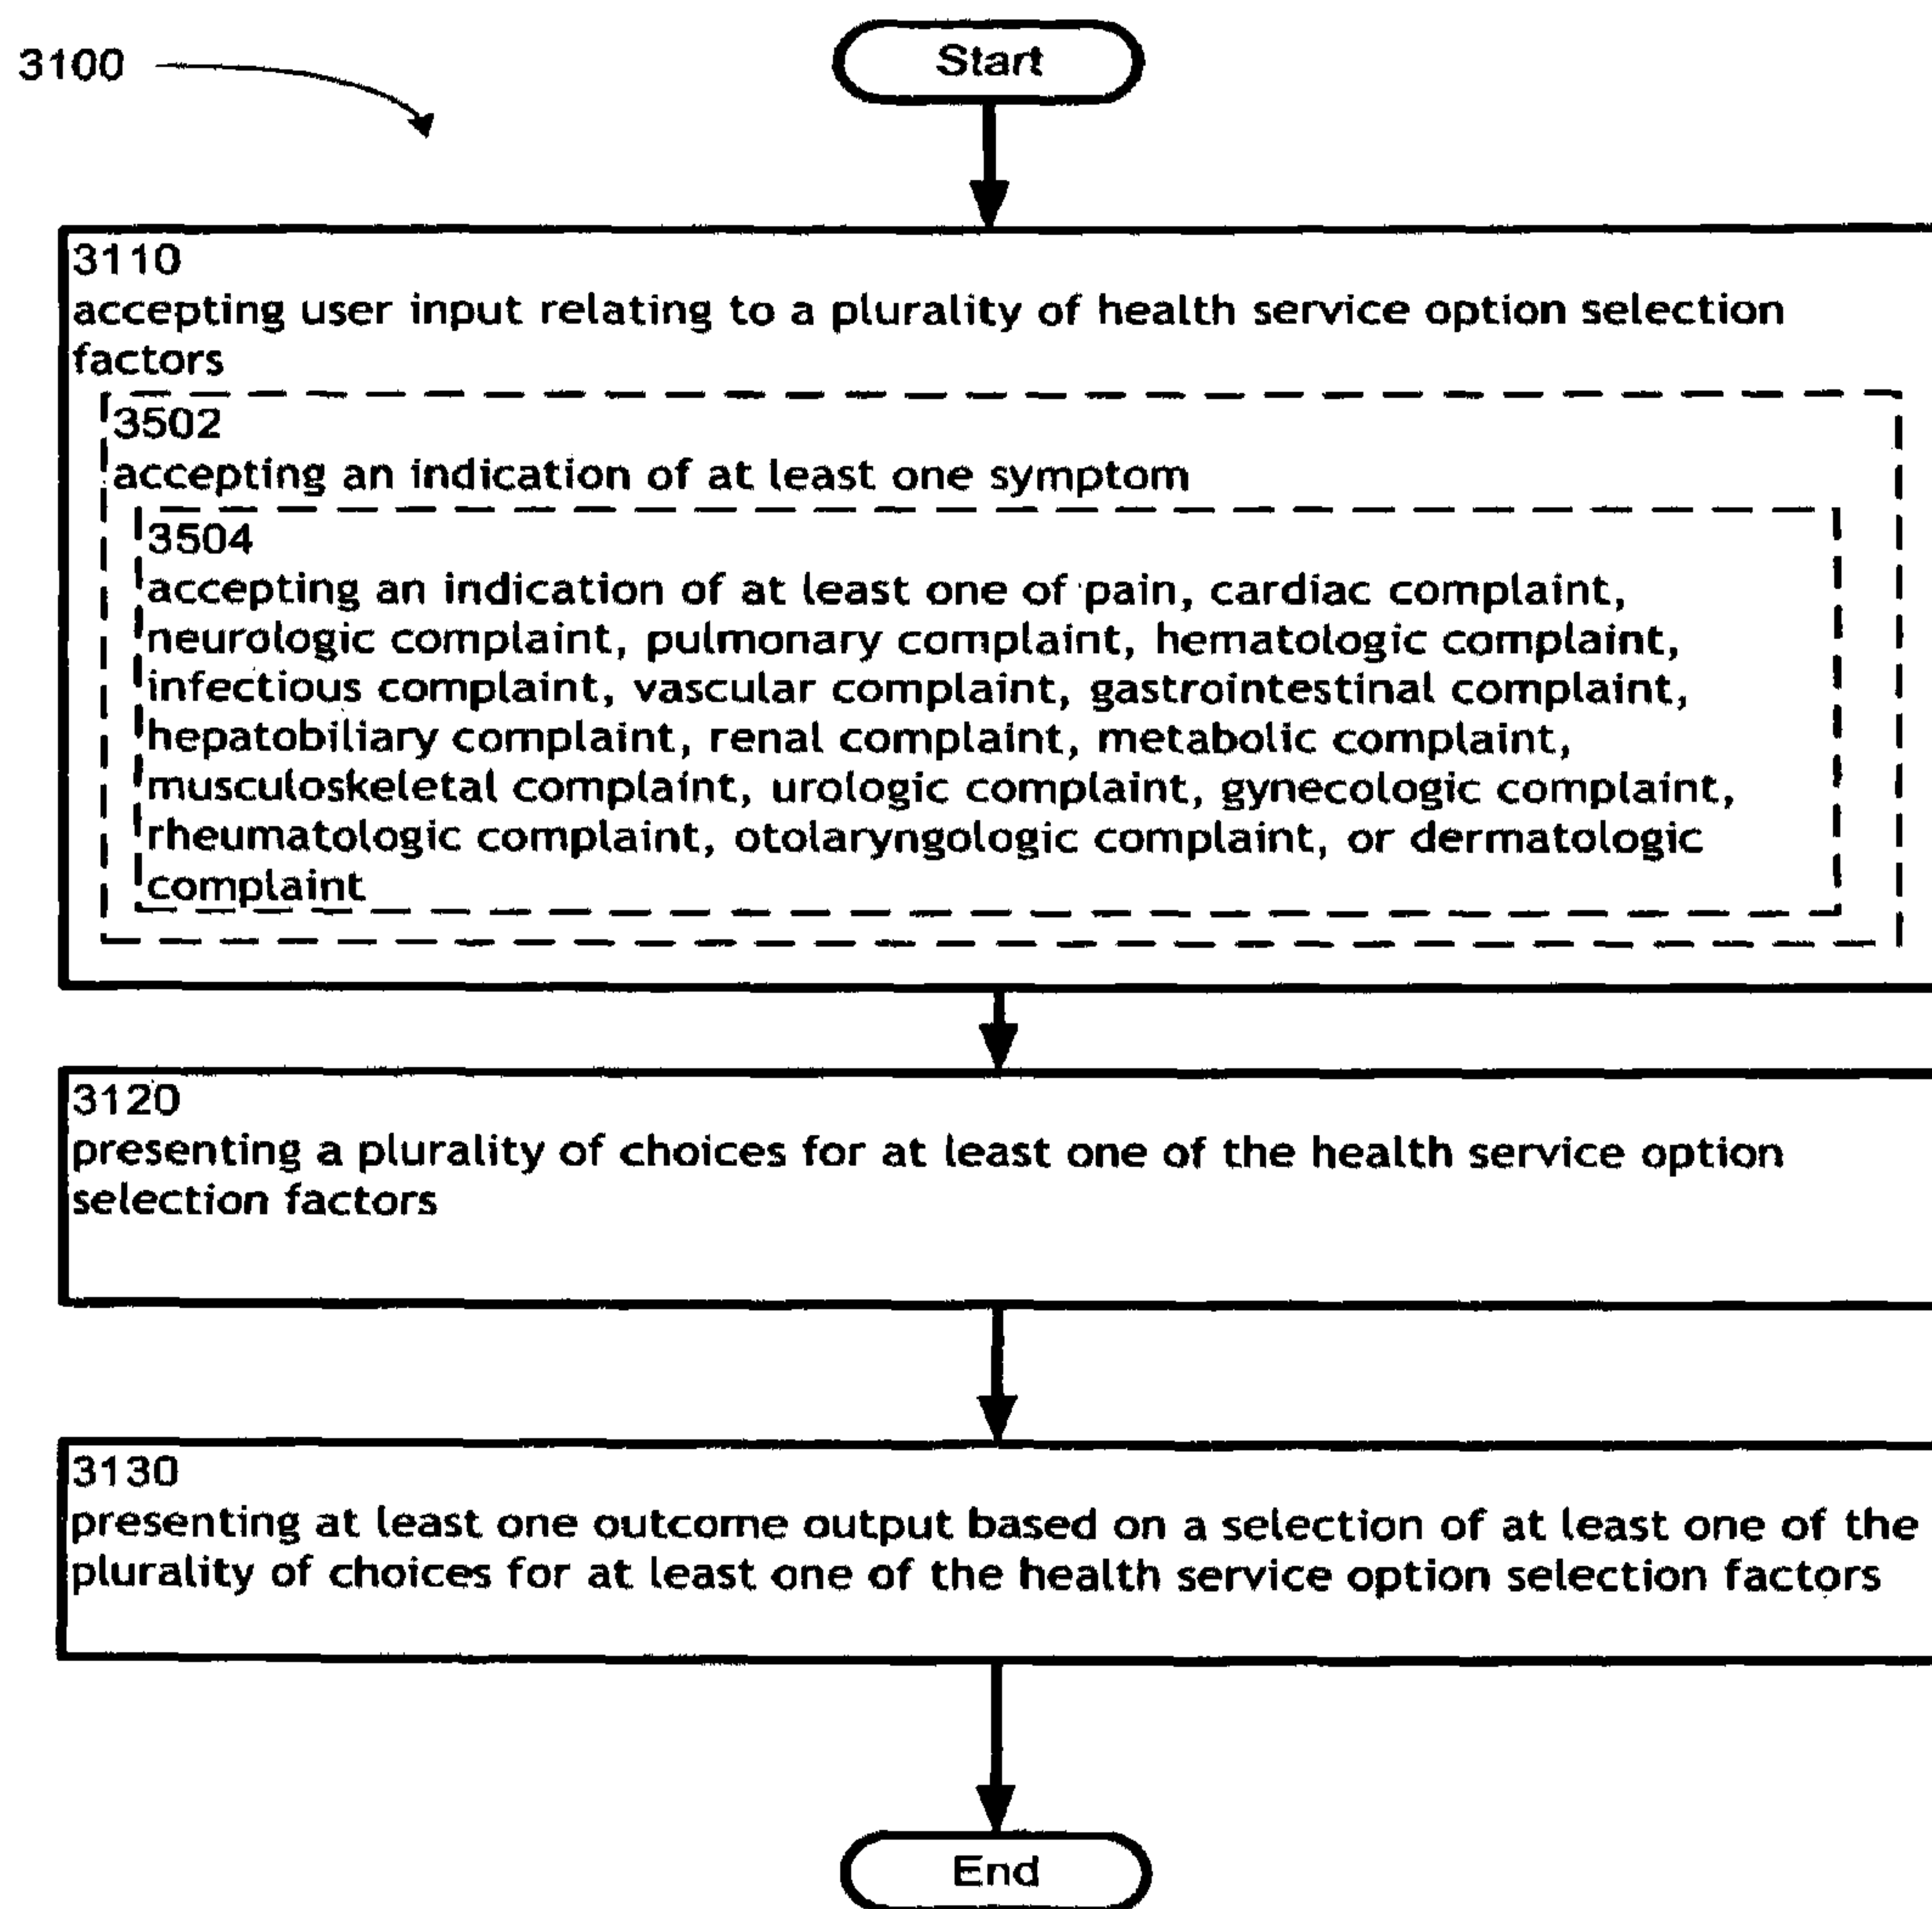 3100
Start
3110
accepting user input relating to a plurality of health service option selection
factors
3502
accepting an indication of at least one symptom
3504
accepting an indication of at least one of pain, cardiac complaint,
neurologic complaint, pulmonary complaint, hematologic complaint,
infectious complaint, vascular complaint, gastrointestinal complaint,
hepatobiliary complaint, renal complaint, metabolic complaint,
musculoskeletal complaint, urologic complaint, gynecologic complaint,
rheumatologic complaint, otolaryngologic complaint, or dermatologic
complaint
3120
presenting a plurality of choices for at least one of the health service option
selection factors
3130
presenting at least one outcome output based on a selection of at least one of the
plurality of choices for at least one of the health service option selection factors
End